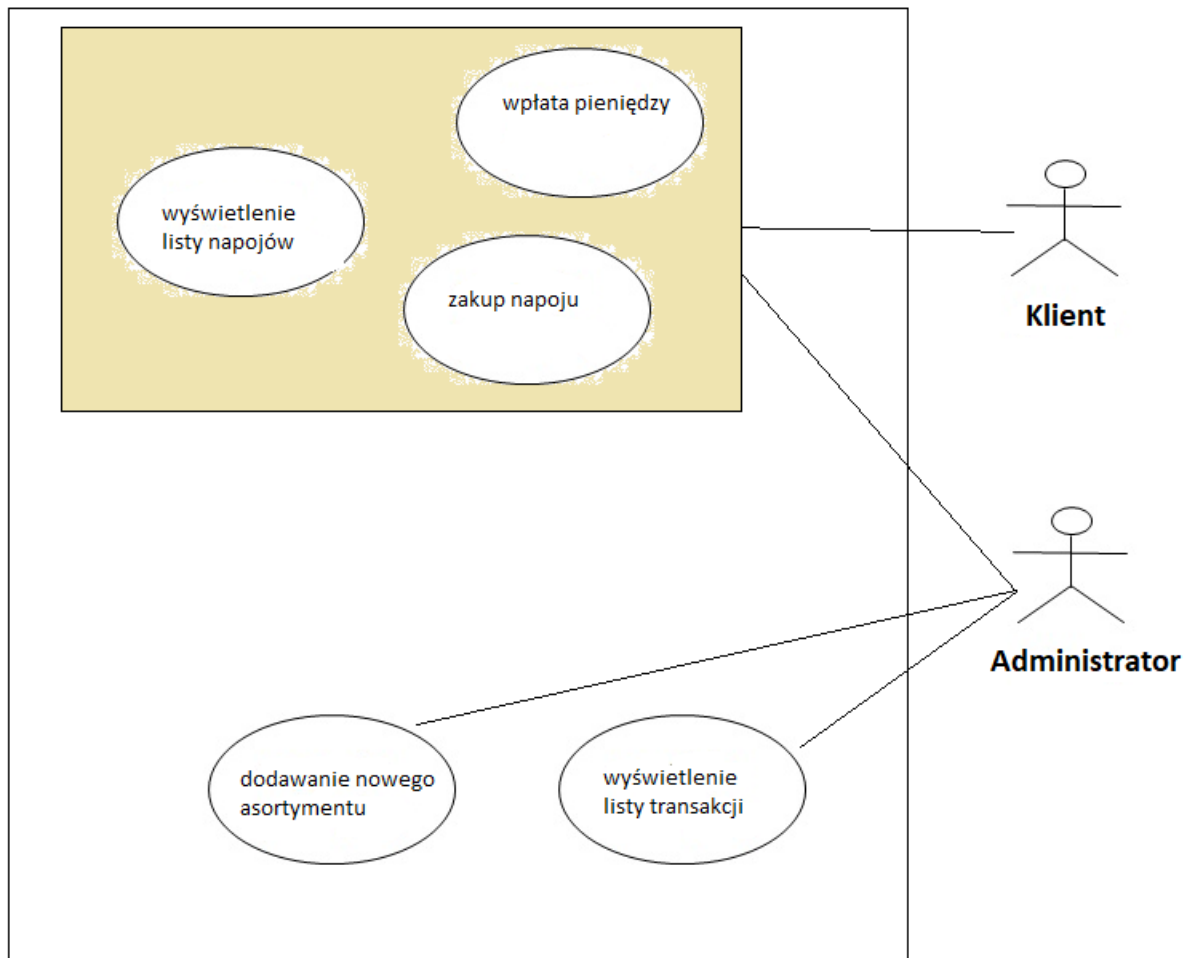 wpłata pieniędzy
wyświetlenie
listy napojów
zakup napoju
Klient
Administrator
dodawanie nowego
asortymentu
wyświetlenie
listy transakcji